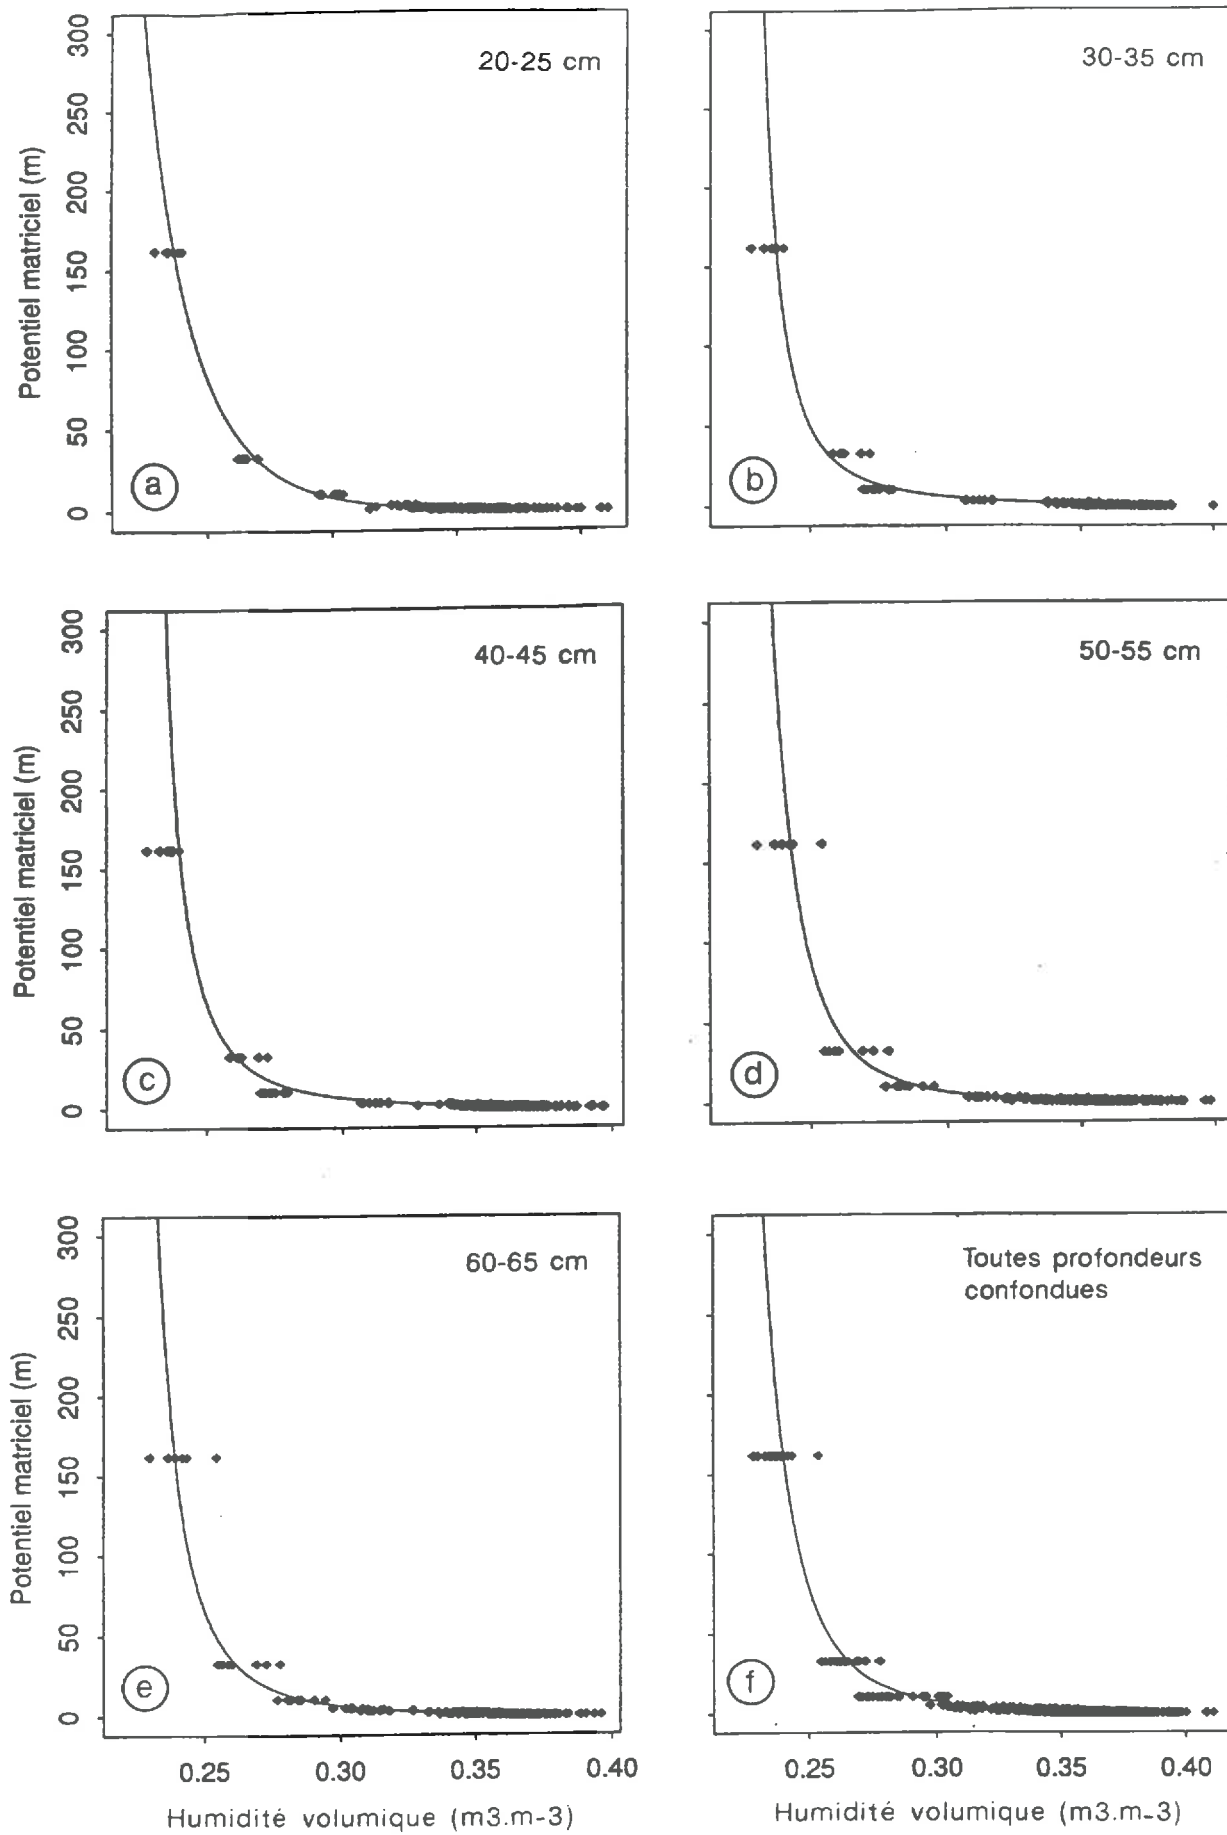 20-25 cm
300
250
200
150
100
50
0
Potentiel matriciel (m)
a
30-35 cm
b
40-45 cm
300
250
200
150
100
50
0
Potentiel matriciel (m)
c
50-55 cm
d
60-65 cm
300
250
200
150
100
50
0
Potentiel matriciel (m)
e
0.25 0.30 0.35 0.40
Humidité volumique (m3.m-3)
Toutes profondeurs
confondues
f
0.25 0.30 0.35 0.40
Humidité volumique (m3.m-3)